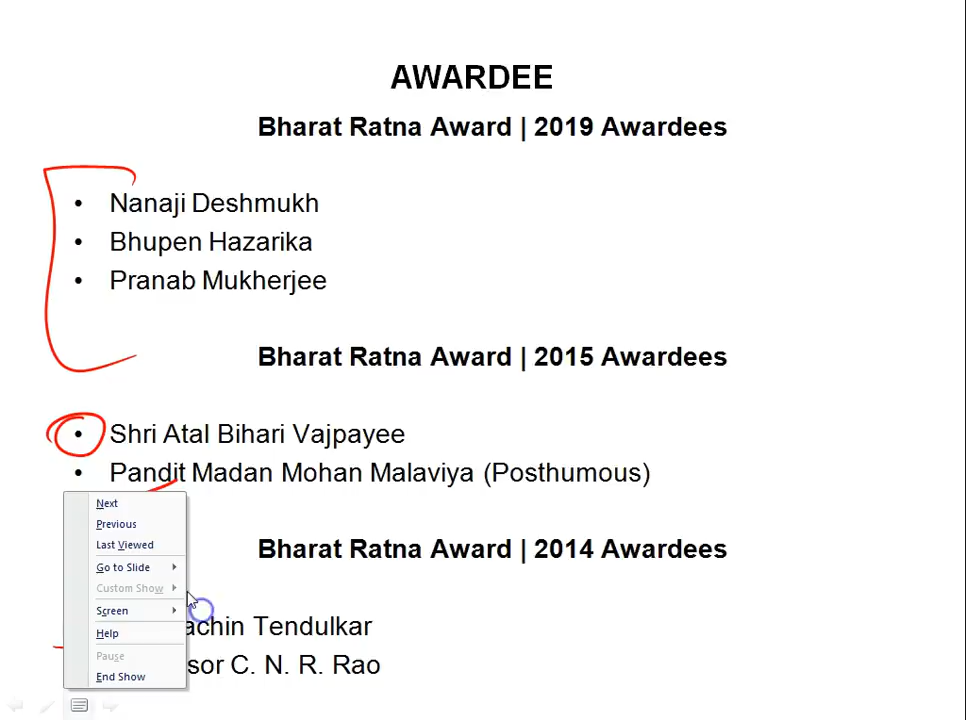 AWARDEE
Bharat Ratna Award | 2019 Awardees
• Nanaji Deshmukh
• Bhupen Hazarika
• Pranab Mukherjee
Bharat Ratna Award | 2015 Awardees
• Shri Atal Bihari Vajpayee
• Pandit Madan Mohan Malaviya (Posthumous)
Next
Previous
Last Viewed
Go to Slide
Custom Show
Screen
Help
Pause
End Show
Bharat Ratna Award | 2014 Awardees
achin Tendulkar
sor C. N. R. Rao